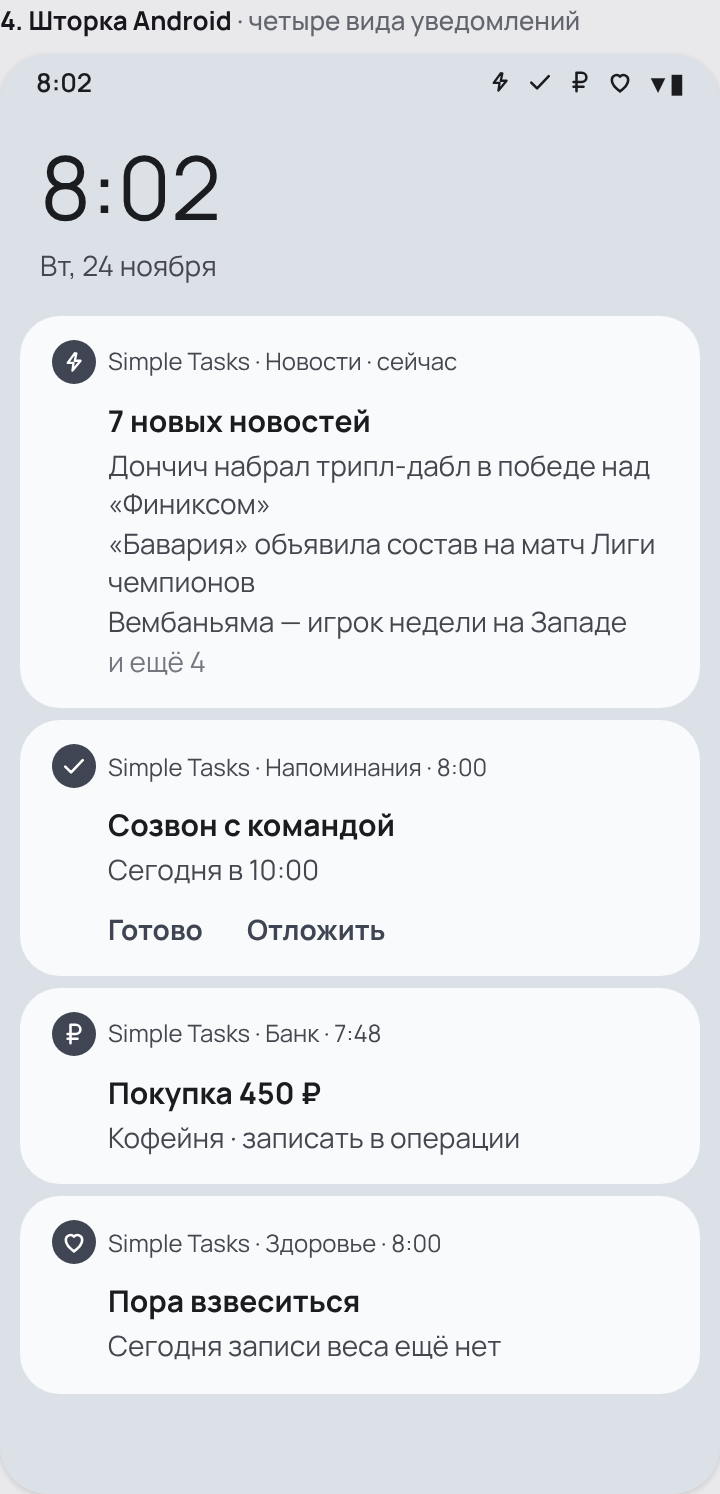 4. Шторка Android · четыре вида уведомлений
8:02 ₽
8:02
Вт, 24 ноября
Simple Tasks · Новости · сейчас
7 новых новостей
Дончич набрал трипл-дабл в победе над
«Финиксом»
«Бавария» объявила состав на матч Лиги
чемпионов
Вембаньяма — игрок недели на Западе
и ещё 4
Simple Tasks · Напоминания · 8:00
Созвон с командой
Сегодня в 10:00
Готово Отложить
₽ Simple Tasks · Банк · 7:48
Покупка 450 ₽
Кофейня · записать в операции
Simple Tasks · Здоровье · 8:00
Пора взвеситься
Сегодня записи веса ещё нет